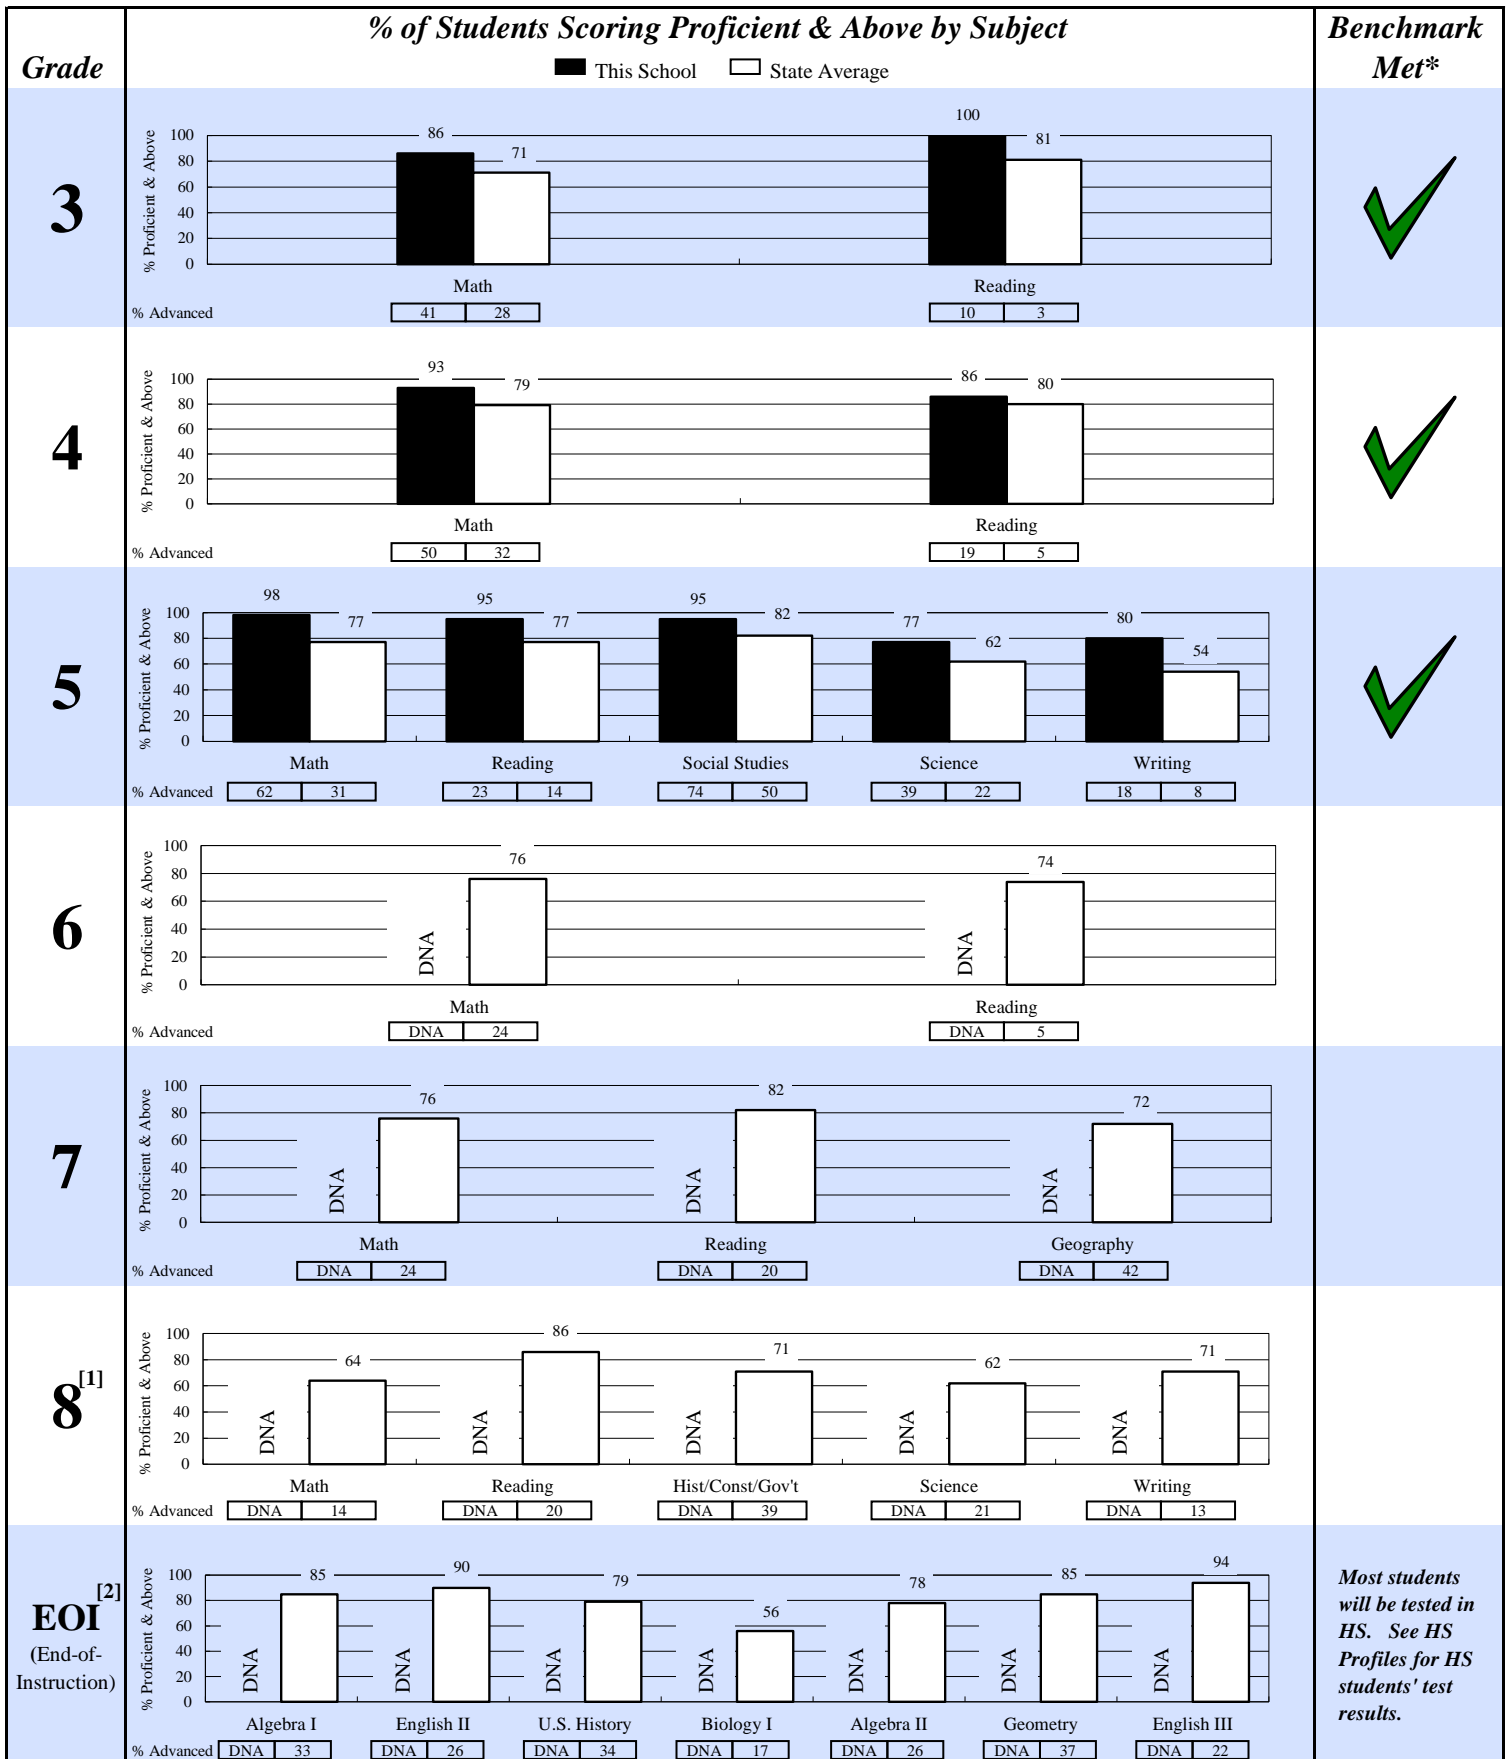 % of Students Scoring Proficient & Above by Subject
Benchmark Met*
Grade
This School State Average
3
% Proficient & Above
100
80
60
40
20
0
86 71 100 81
Math Reading
% Advanced 41 28 10 3
4
% Proficient & Above
100
80
60
40
20
0
93 79 86 80
Math Reading
% Advanced 50 32 19 5
5
% Proficient & Above
100
80
60
40
20
0
98 77 95 77 95 82 77 62 80 54
Math Reading Social Studies Science Writing
% Advanced 62 31 23 14 74 50 39 22 18 8
6
% Proficient & Above
100
80
60
40
20
0
DNA 76 DNA 74
Math Reading
% Advanced DNA 24 DNA 5
7
% Proficient & Above
100
80
60
40
20
0
DNA 76 DNA 82 DNA 72
Math Reading Geography
% Advanced DNA 24 DNA 20 DNA 42
8[1]
% Proficient & Above
100
80
60
40
20
0
DNA 64 DNA 86 DNA 71 DNA 62 DNA 71
Math Reading Hist/Const/Gov't Science Writing
% Advanced DNA 14 DNA 20 DNA 39 DNA 21 DNA 13
EOI[2]
(End-of-
Instruction)
% Proficient & Above
100
80
60
40
20
0
DNA 85 DNA 90 DNA 79 DNA 56 DNA 78 DNA 85 DNA 94
Algebra I English II U.S. History Biology I Algebra II Geometry English III
% Advanced DNA 33 DNA 26 DNA 34 DNA 17 DNA 26 DNA 37 DNA 22
Most students
will be tested in
HS. See HS
Profiles for HS
students' test
results.